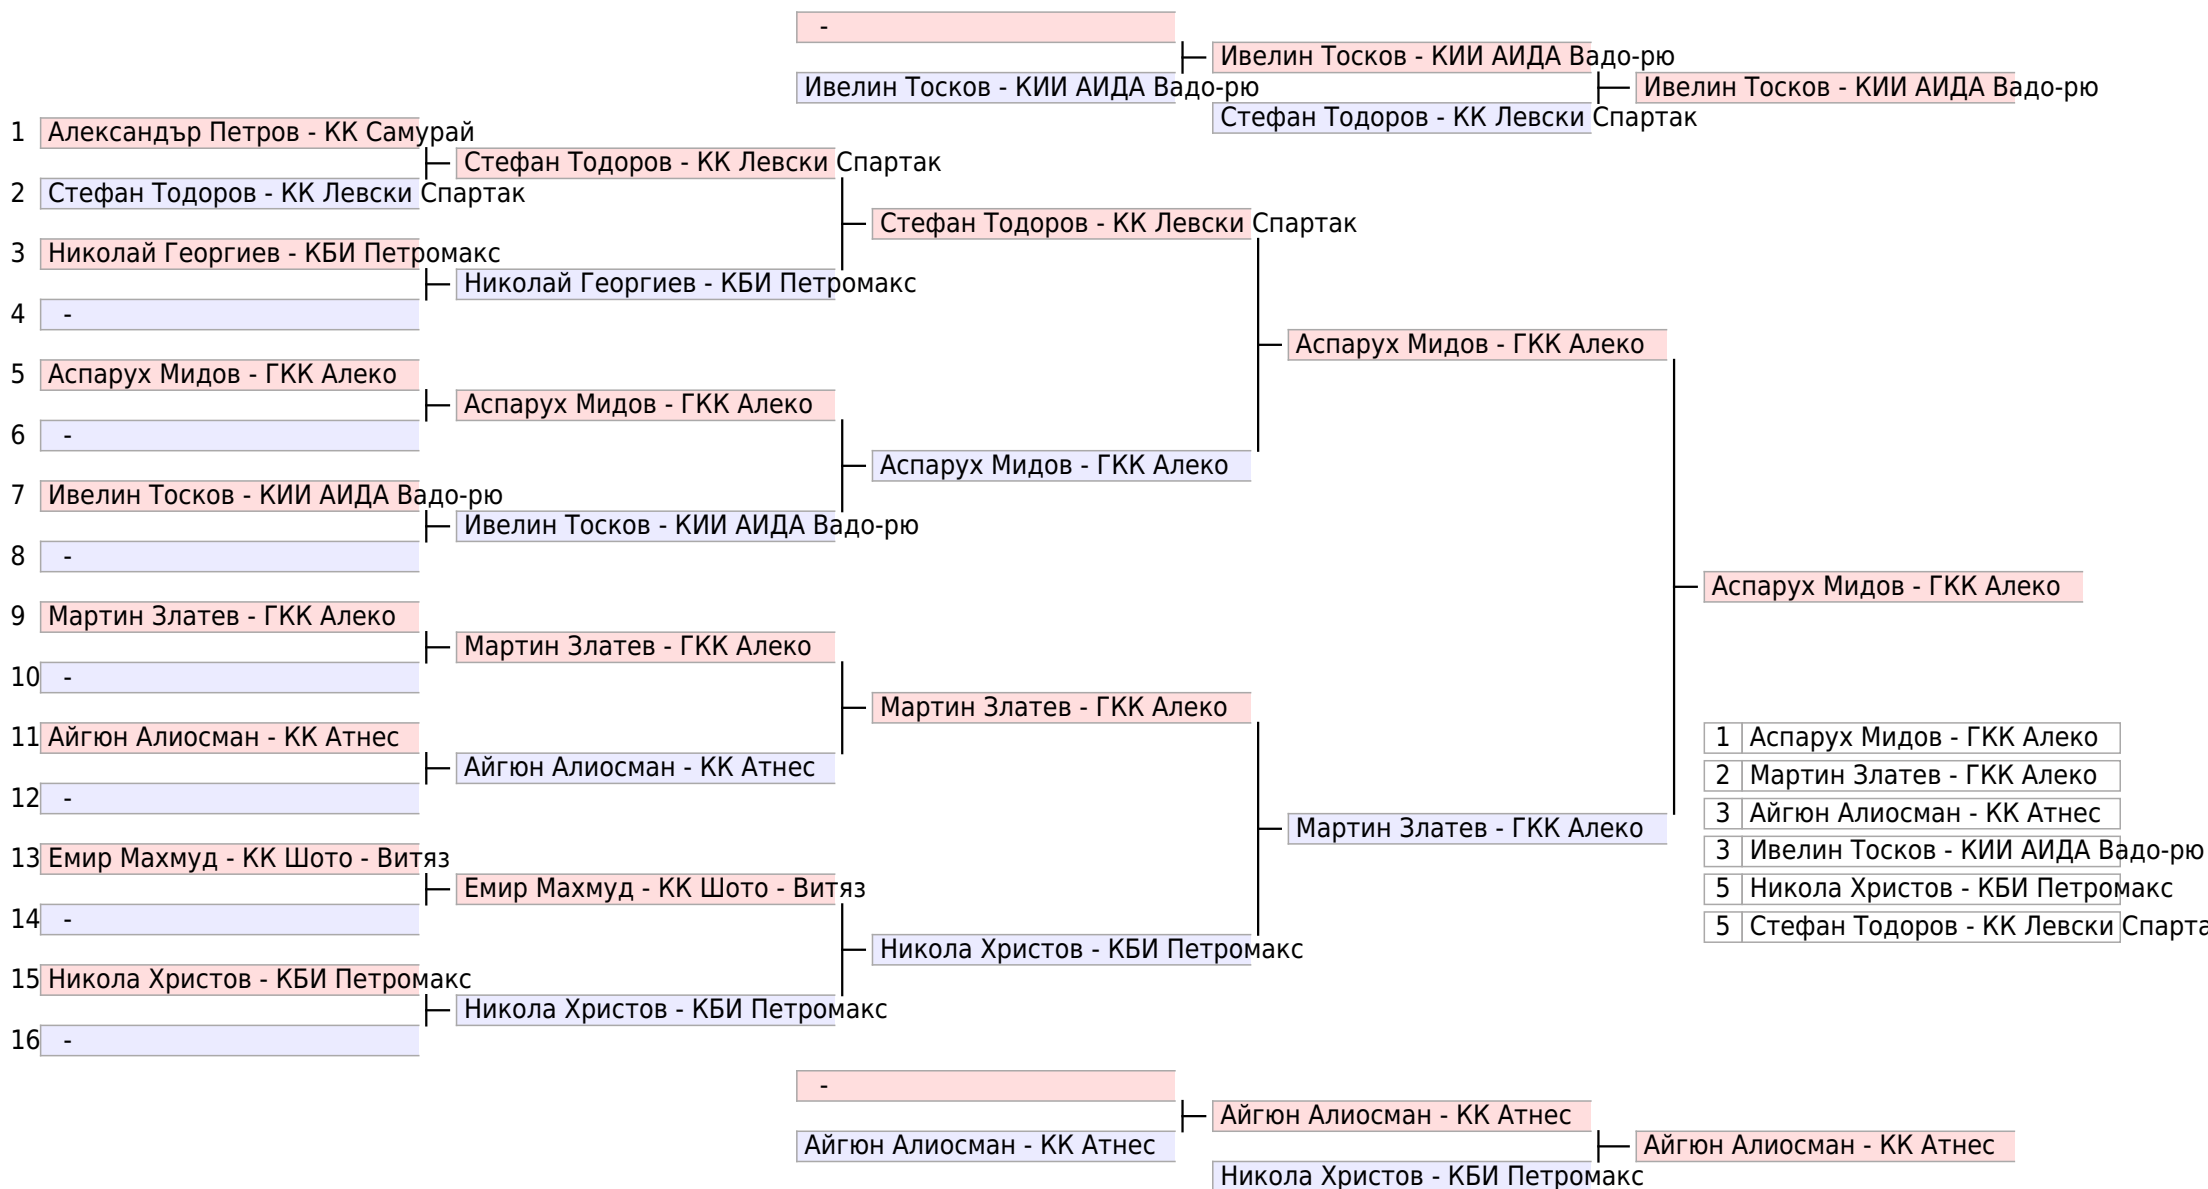 -
Ивелин Тосков - КИИ АИДА Вадо-рю
Ивелин Тосков - КИИ АИДА Вадо-рю
Ивелин Тосков - КИИ АИДА Вадо-рю
Стефан Тодоров - КК Левски Спартак
1 Александър Петров - КК Самурай
Стефан Тодоров - КК Левски Спартак
2 Стефан Тодоров - КК Левски Спартак
Стефан Тодоров - КК Левски Спартак
3 Николай Георгиев - КБИ Петромакс
Николай Георгиев - КБИ Петромакс
4 -
Аспарух Мидов - ГКК Алеко
5 Аспарух Мидов - ГКК Алеко
Аспарух Мидов - ГКК Алеко
6 -
Аспарух Мидов - ГКК Алеко
7 Ивелин Тосков - КИИ АИДА Вадо-рю
Ивелин Тосков - КИИ АИДА Вадо-рю
8 -
Аспарух Мидов - ГКК Алеко
9 Мартин Златев - ГКК Алеко
Мартин Златев - ГКК Алеко
10 -
Мартин Златев - ГКК Алеко
11 Айгюн Алиосман - КК Атнес
Айгюн Алиосман - КК Атнес
12 -
Мартин Златев - ГКК Алеко
13 Емир Махмуд - КК Шото - Витяз
Емир Махмуд - КК Шото - Витяз
14 -
Никола Христов - КБИ Петромакс
15 Никола Христов - КБИ Петромакс
Никола Христов - КБИ Петромакс
16 -
1 Аспарух Мидов - ГКК Алеко
2 Мартин Златев - ГКК Алеко
3 Айгюн Алиосман - КК Атнес
3 Ивелин Тосков - КИИ АИДА Вадо-рю
5 Никола Христов - КБИ Петромакс
5 Стефан Тодоров - КК Левски Спарта
-
Айгюн Алиосман - КК Атнес
Айгюн Алиосман - КК Атнес
Айгюн Алиосман - КК Атнес
Никола Христов - КБИ Петромакс